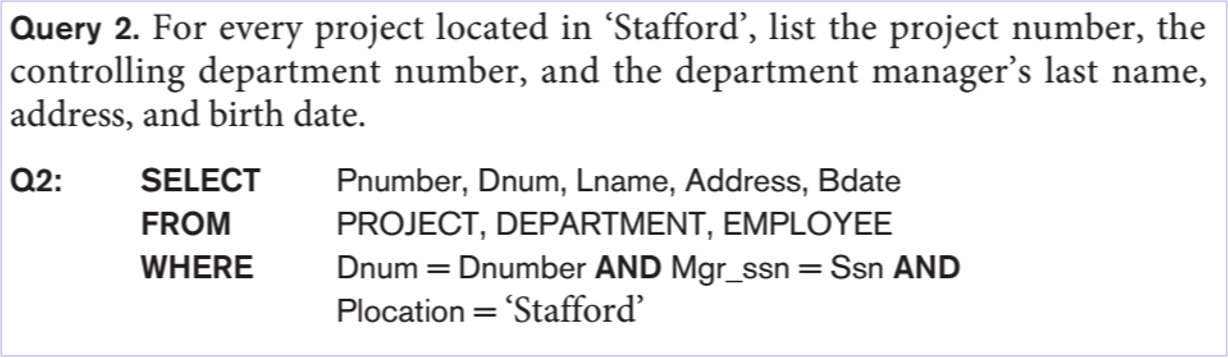 Query 2. For every project located in ‘Stafford’, list the project number, the
controlling department number, and the department manager’s last name,
address, and birth date.
Q2: SELECT Pnumber, Dnum, Lname, Address, Bdate
FROM PROJECT, DEPARTMENT, EMPLOYEE
WHERE Dnum = Dnumber AND Mgr_ssn = Ssn AND
Plocation = ‘Stafford’